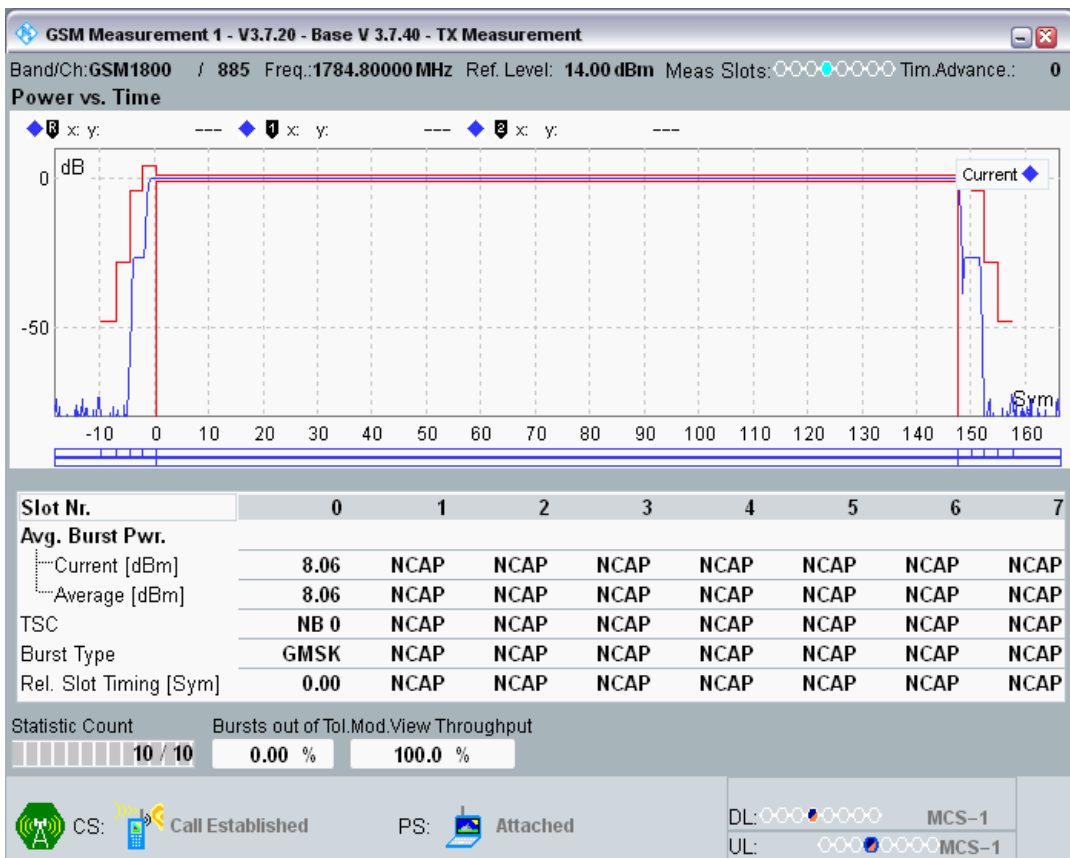 GSM Measurement 1 - V3.7.20 - Base V 3.7.40 - TX Measurement
Band/Ch:GSM1800 / 885 Freq.:1784.80000 MHz Ref. Level: 14.00 dBm Meas Slots: Tim.Advance.: 0
Power vs. Time
R x: y: --- 1 x: y: --- 2 x: y: ---
dB
Current
0
-50
Sym
-10 0 10 20 30 40 50 60 70 80 90 100 110 120 130 140 150 160
Slot Nr. 0 1 2 3 4 5 6 7
Avg. Burst Pwr.
Current [dBm] 8.06 NCAP NCAP NCAP NCAP NCAP NCAP NCAP
Average [dBm] 8.06 NCAP NCAP NCAP NCAP NCAP NCAP NCAP
TSC NB 0 NCAP NCAP NCAP NCAP NCAP NCAP NCAP
Burst Type GMSK NCAP NCAP NCAP NCAP NCAP NCAP NCAP
Rel. Slot Timing [Sym] 0.00 NCAP NCAP NCAP NCAP NCAP NCAP NCAP
Statistic Count Bursts out of Tol.Mod.View Throughput
10 / 10 0.00 % 100.0 %
CS: Call Established PS: Attached
DL: MCS-1
UL: MCS-1